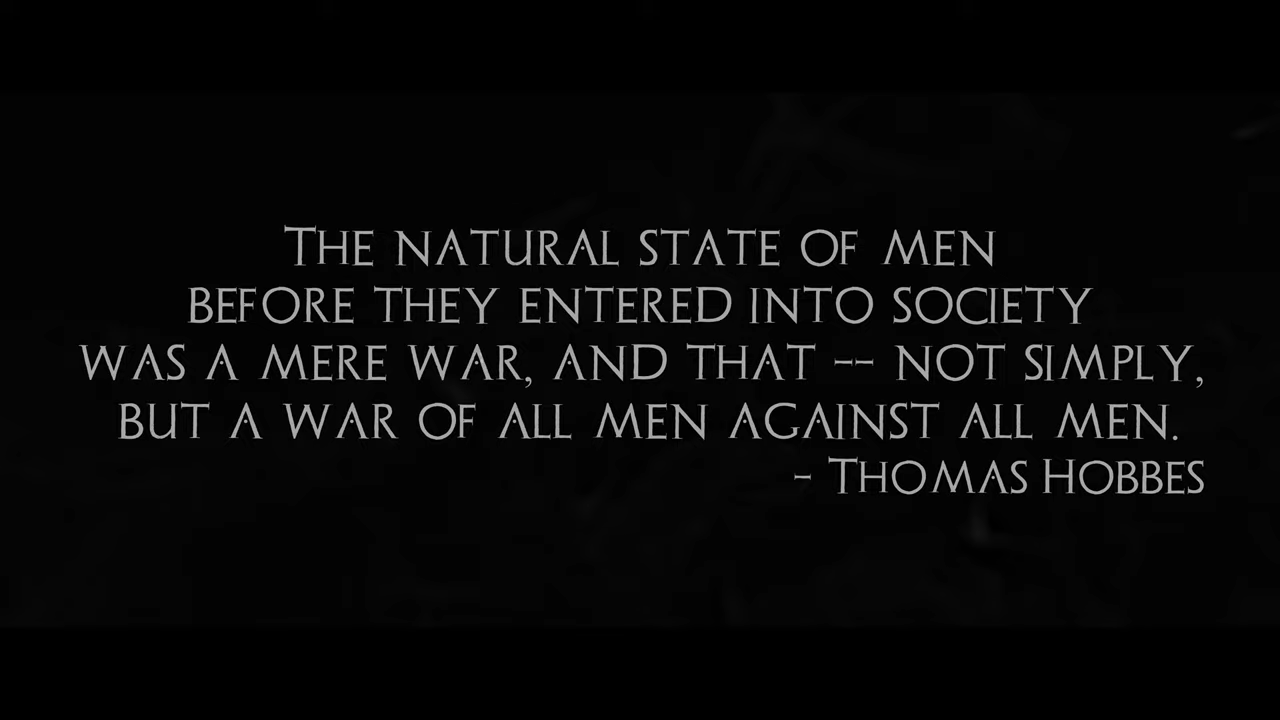 The natural state of men
before they entered into society
was a mere war, and that -- not simply,
but a war of all men against all men.
- Thomas Hobbes